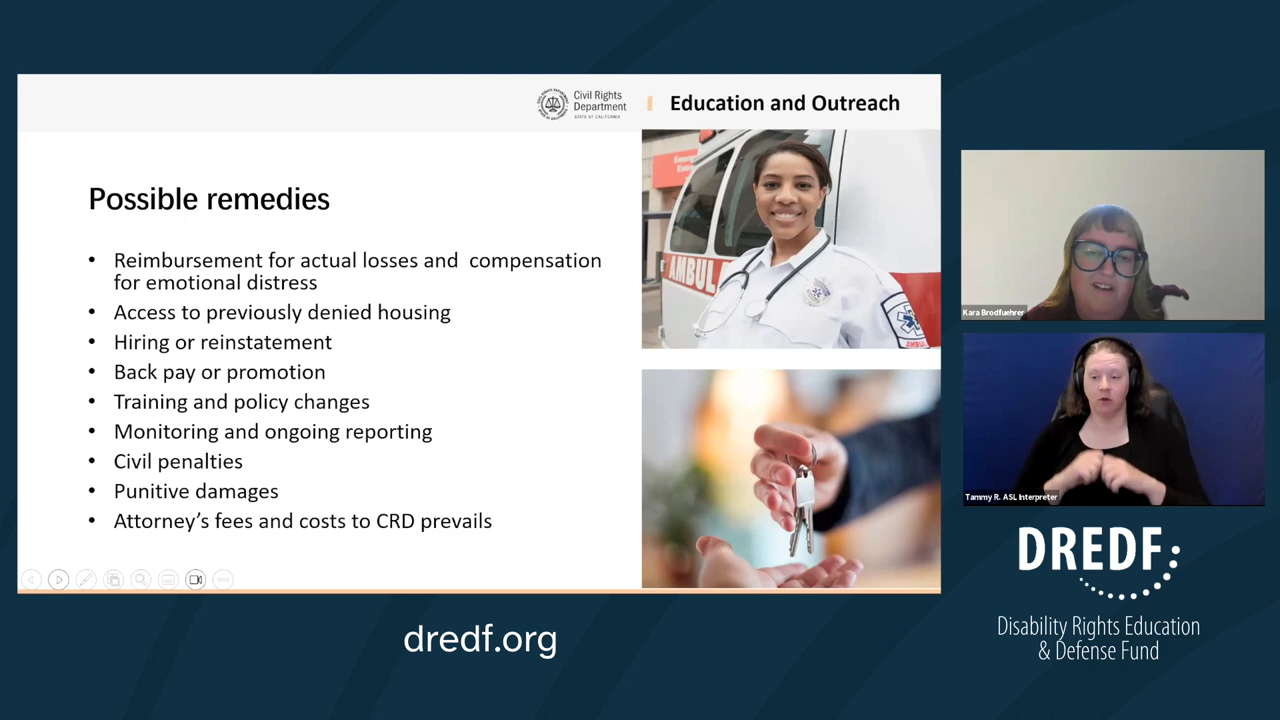 Civil Rights
Department
STATE OF CALIFORNIA
Education and Outreach
Possible remedies
• Reimbursement for actual losses and  compensation
for emotional distress
• Access to previously denied housing
• Hiring or reinstatement
• Back pay or promotion
• Training and policy changes
• Monitoring and ongoing reporting
• Civil penalties
• Punitive damages
• Attorney’s fees and costs to CRD prevails
AMBUL
Kara Brodfuehrer
Tammy R. ASL Interpreter
DREDF
Disability Rights Education
& Defense Fund
dredf.org